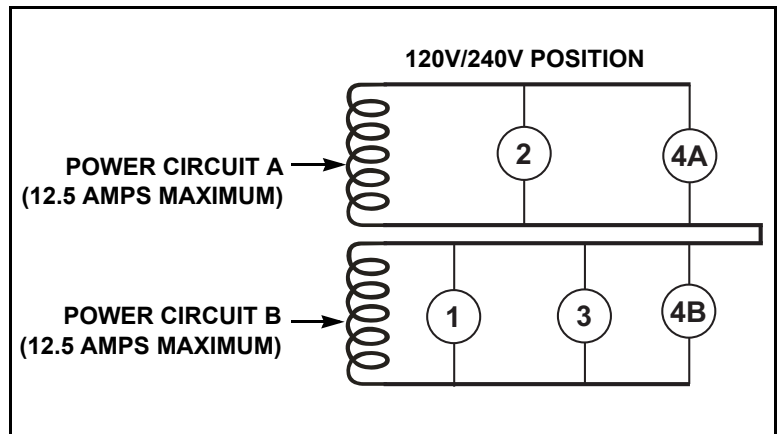 120V/240V POSITION
POWER CIRCUIT A
(12.5 AMPS MAXIMUM)
2
4A
POWER CIRCUIT B
(12.5 AMPS MAXIMUM)
1
3
4B